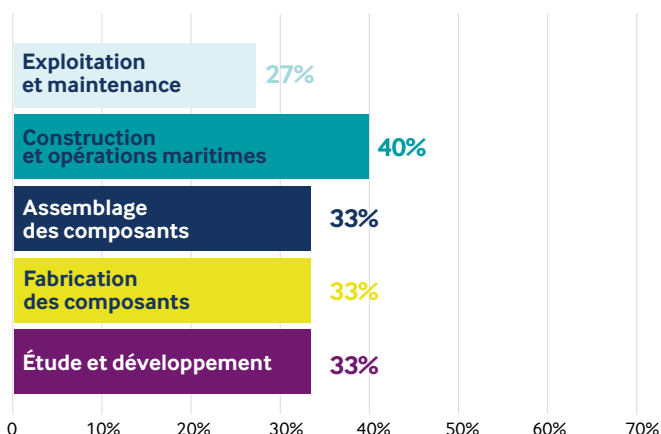 Exploitation
et maintenance
27%
Construction
et opérations maritimes
40%
Assemblage
des composants
33%
Fabrication
des composants
33%
Étude et développement
33%
0 10% 20% 30% 40% 50% 60% 70%